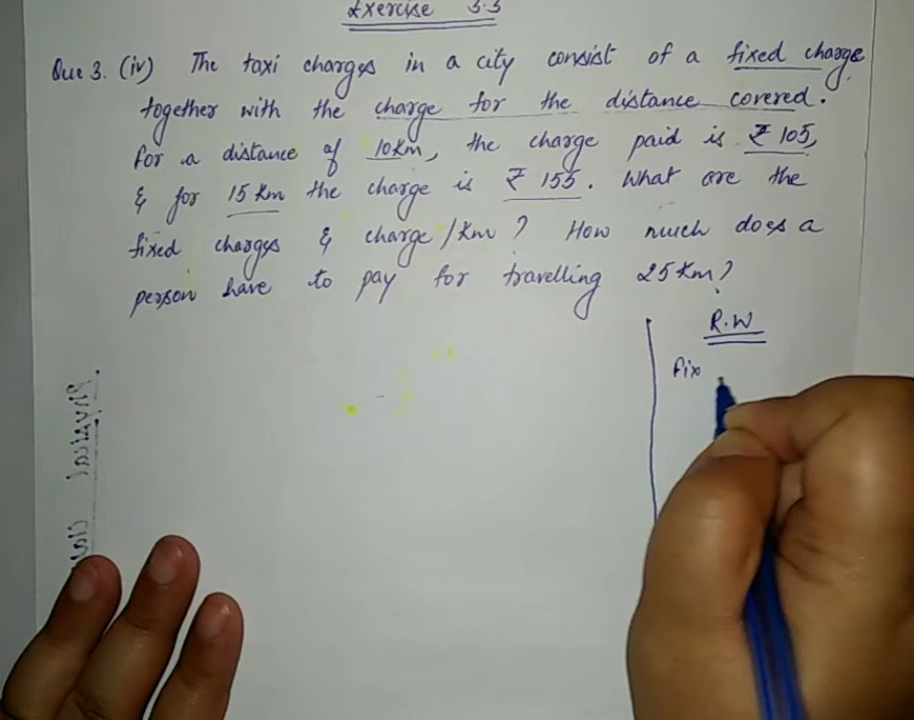 Exercise 3.3
Que 3. (iv) The taxi charges in a city consist of a fixed charge
together with the charge for the distance covered.
For a distance of 10Km, the charge paid is ₹ 105,
& for 15 Km the charge is ₹ 155. What are the
fixed charges & charge/Km? How much does a
person have to pay for travelling 25Km?
R.W
Fix